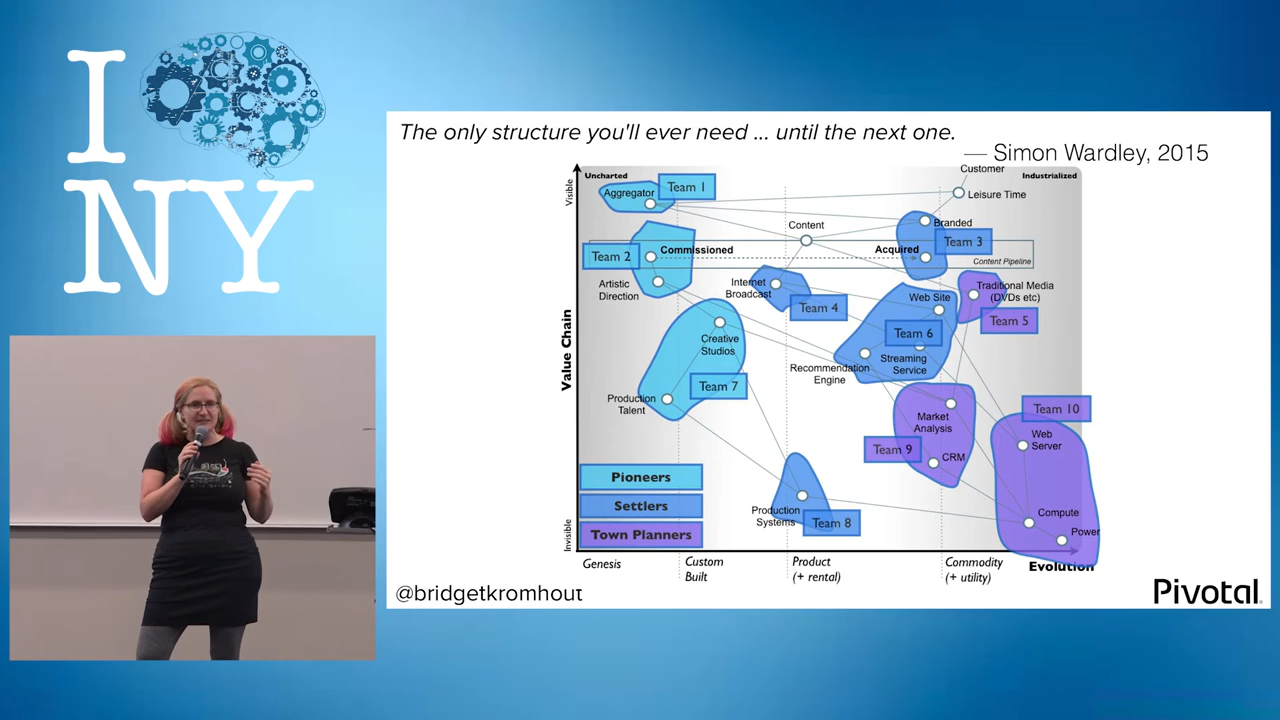 I
NY
The only structure you'll ever need ... until the next one.
— Simon Wardley, 2015
Customer
Uncharted
Industrialized
Visible
Aggregator
Team 1
Leisure Time
Content
Branded
Team 3
Commissioned
Acquired
Team 2
Content Pipeline
Artistic
Direction
Internet
Broadcast
Traditional Media
(DVDs etc)
Web Site
Team 4
Team 5
Team 6
Creative
Studios
Streaming
Service
Recommendation
Engine
Value Chain
Team 7
Production
Talent
Team 10
Market
Analysis
Web
Server
Team 9
CRM
Pioneers
Settlers
Town Planners
Production
Systems
Team 8
Compute
Power
Invisible
Genesis
Custom
Built
Product
(+ rental)
Commodity
(+ utility)
Evolution
@bridgetkromhout
Pivotal